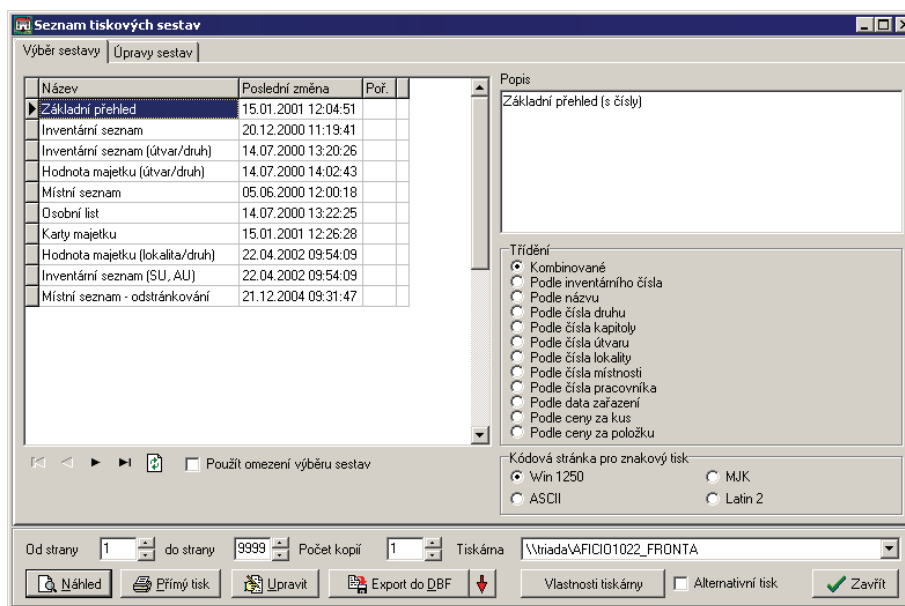 Seznam tiskových sestav
Výběr sestavy Úpravy sestav
Název Poslední změna Poř.
Základní přehled 15.01.2001 12:04:51
Inventární seznam 20.12.2000 11:19:41
Inventární seznam (útvar/druh) 14.07.2000 13:20:26
Hodnota majetku (útvar/druh) 14.07.2000 14:02:43
Místní seznam 05.06.2000 12:00:18
Osobní list 14.07.2000 13:22:25
Karty majetku 15.01.2001 12:26:28
Hodnota majetku (lokalita/druh) 22.04.2002 09:54:09
Inventární seznam (SU, AU) 22.04.2002 09:54:09
Místní seznam - odstránkování 21.12.2004 09:31:47
Použít omezení výběru sestav
Popis
Základní přehled (s čísly)
Třídění
Kombinované
Podle inventárního čísla
Podle názvu
Podle čísla druhu
Podle čísla kapitoly
Podle čísla útvaru
Podle čísla lokality
Podle čísla místnosti
Podle čísla pracovníka
Podle data zařazení
Podle ceny za kus
Podle ceny za položku
Kódová stránka pro znakový tisk
Win 1250 MJK
ASCII Latin 2
Od strany 1 do strany 9999 Počet kopií 1 Tiskárna \\triada\AFICIO1022_FRONTA
Náhled Přímý tisk Upravit Export do DBF Vlastnosti tiskárny Alternativní tisk Zavřít